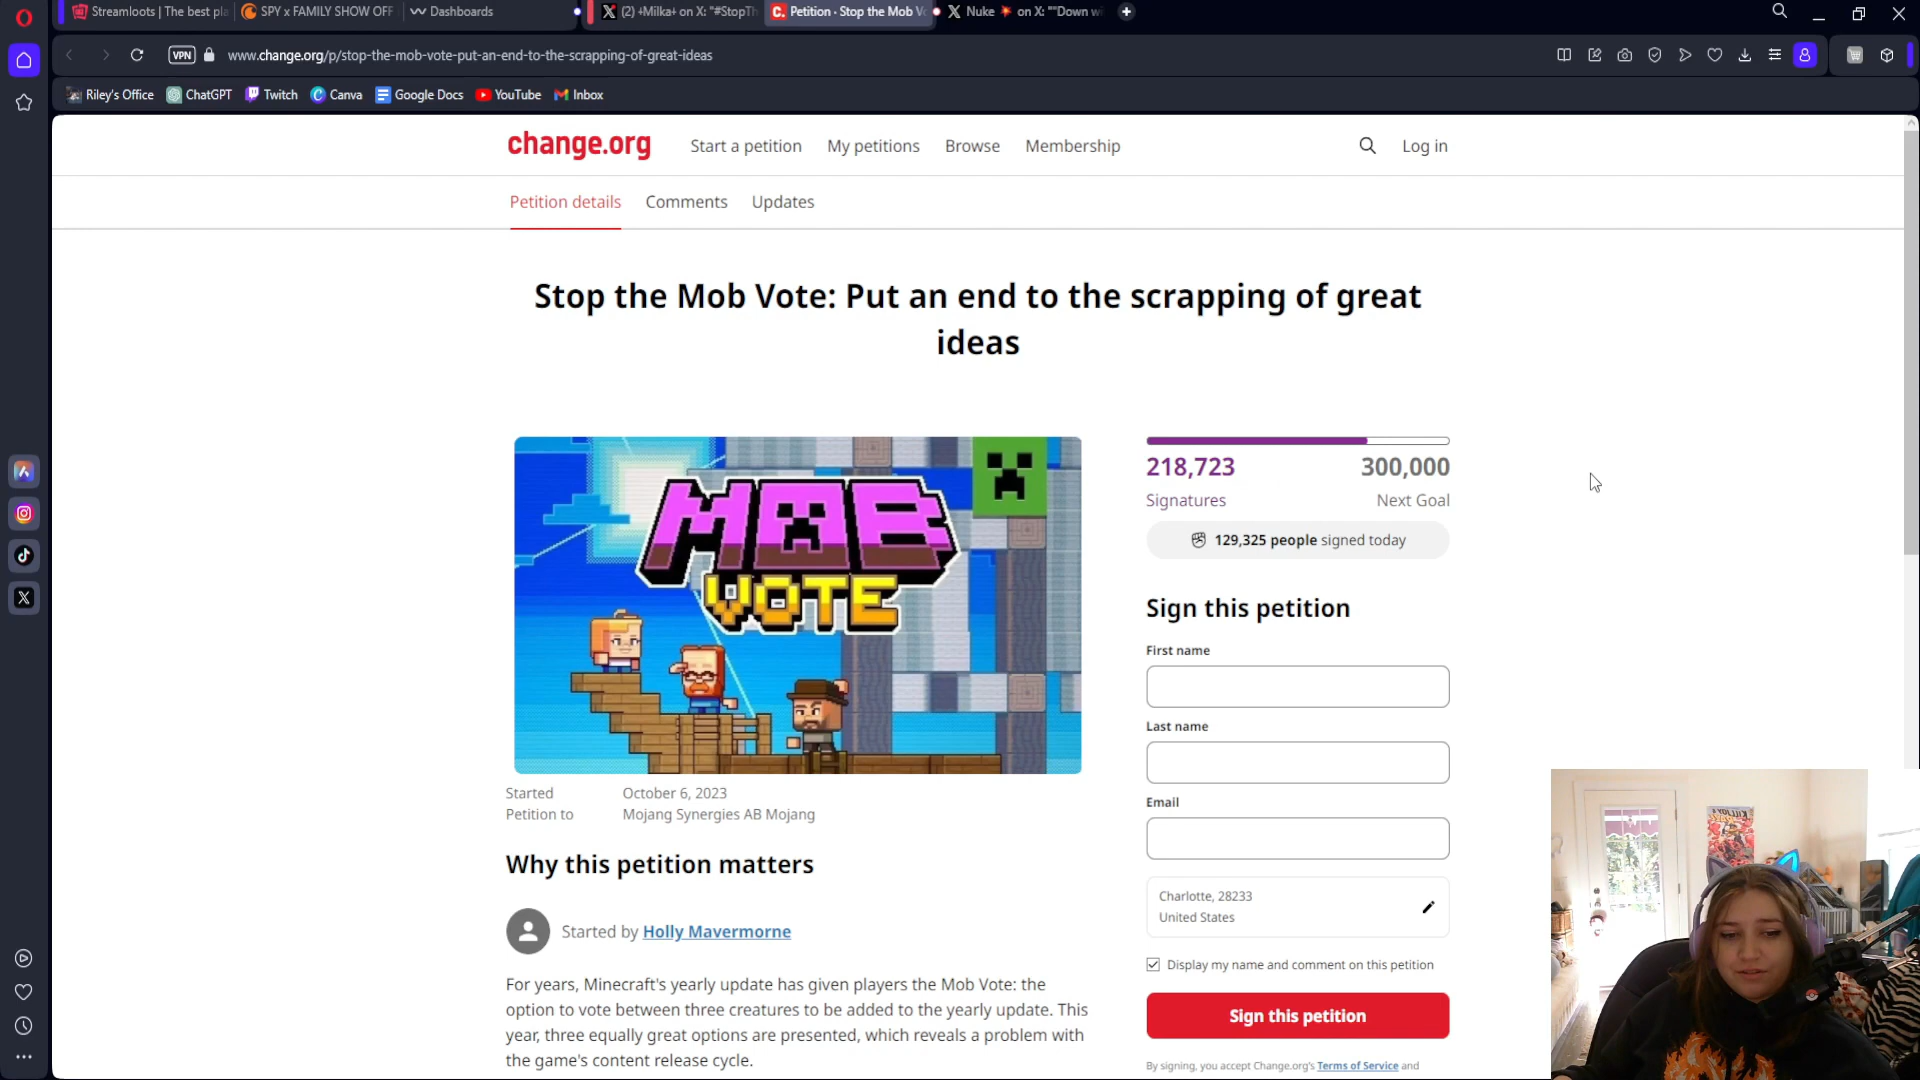 Streamloots | The best pla
SPY x FAMILY SHOW OFF
Dashboards
(2) +Milka+ on X: "#StopTh
Petition · Stop the Mob V
Nuke 💥 on X: ""Down wi
VPN
www.change.org/p/stop-the-mob-vote-put-an-end-to-the-scrapping-of-great-ideas
Riley's Office
ChatGPT
Twitch
Canva
Google Docs
YouTube
Inbox
change.org
Start a petition
My petitions
Browse
Membership
Log in
Petition details
Comments
Updates
Stop the Mob Vote: Put an end to the scrapping of great
ideas
MOB
VOTE
218,723
300,000
Signatures
Next Goal
129,325 people signed today
Sign this petition
First name
Last name
Email
Charlotte, 28233
United States
Display my name and comment on this petition
Sign this petition
By signing, you accept Change.org's Terms of Service and
Started
October 6, 2023
Petition to
Mojang Synergies AB Mojang
Why this petition matters
Started by Holly Mavermorne
For years, Minecraft's yearly update has given players the Mob Vote: the
option to vote between three creatures to be added to the yearly update. This
year, three equally great options are presented, which reveals a problem with
the game's content release cycle.